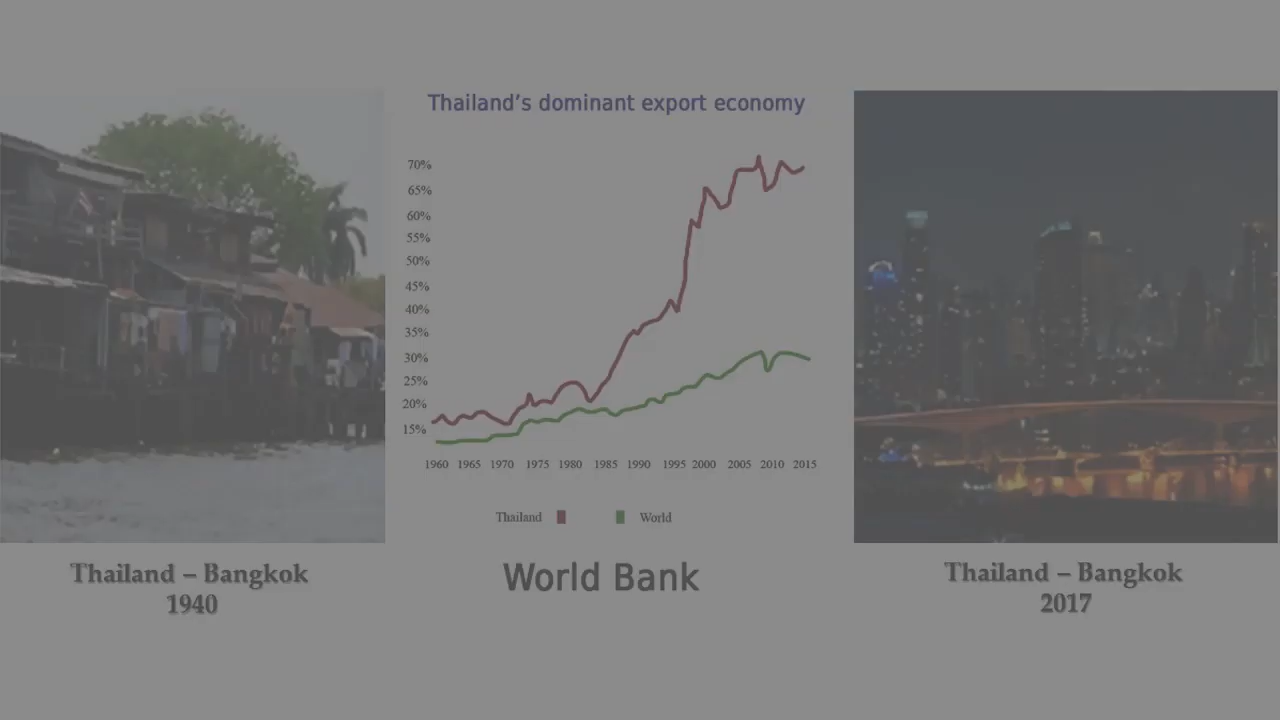 Thailand's dominant export economy
70%
65%
60%
55%
50%
45%
40%
35%
30%
25%
20%
15%
1960 1965 1970 1975 1980 1985 1990 1995 2000 2005 2010 2015
Thailand World
World Bank
Thailand – Bangkok
1940
Thailand – Bangkok
2017